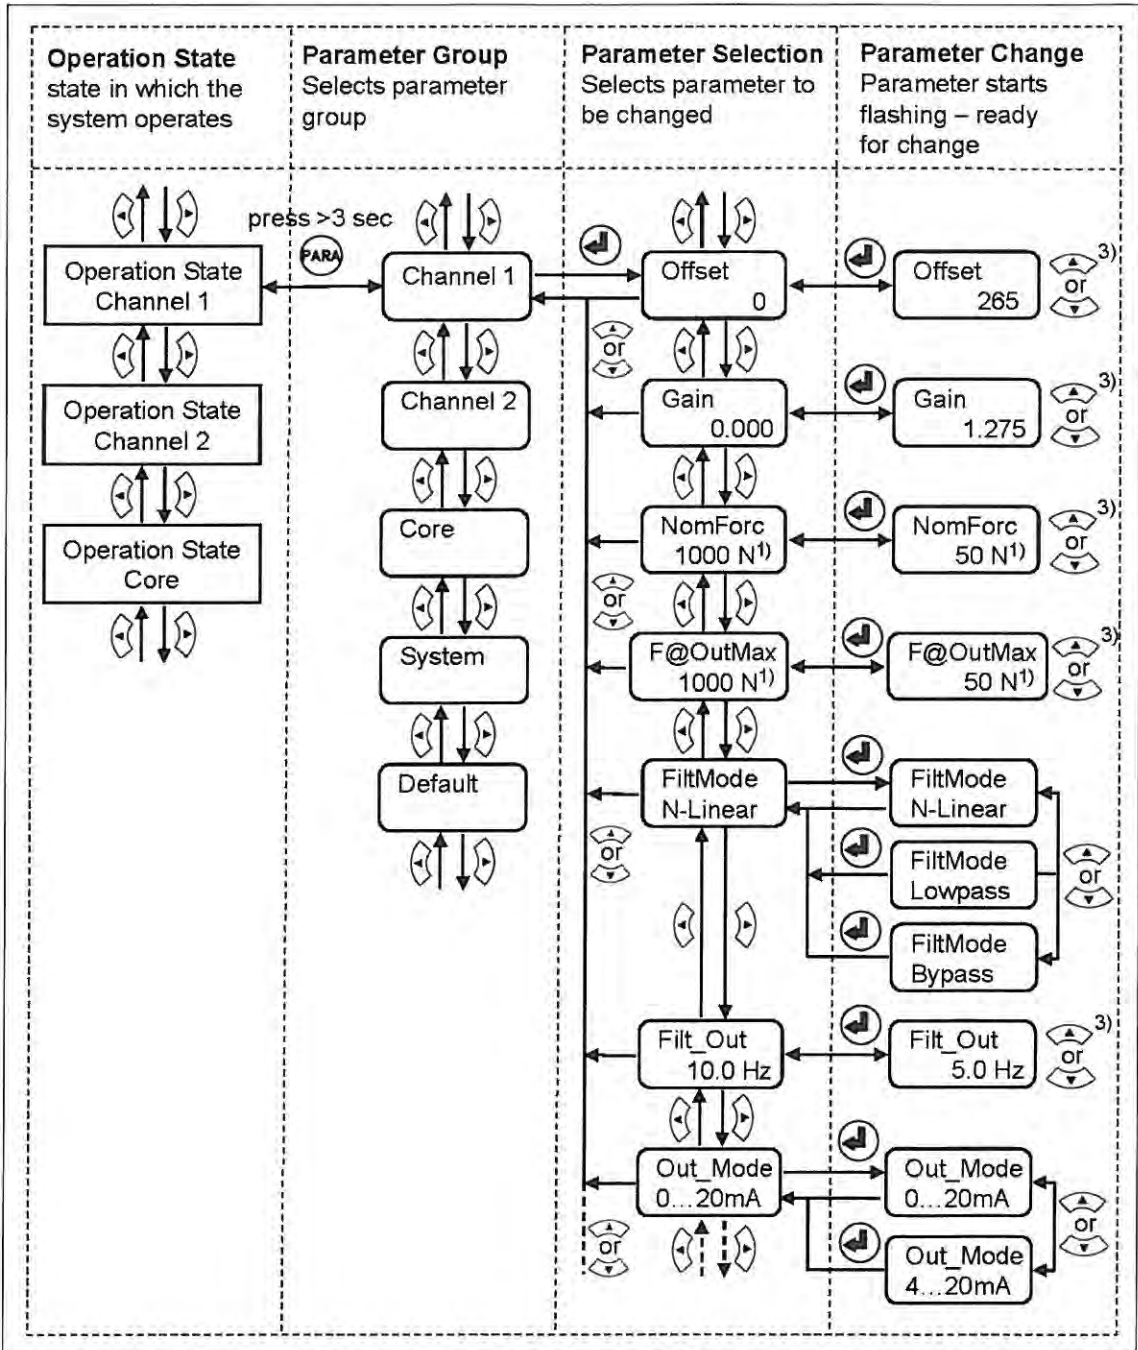 Operation State
state in which the
system operates
Parameter Group
Selects parameter
group
Parameter Selection
Selects parameter to
be changed
Parameter Change
Parameter starts
flashing – ready
for change
press >3 sec
PARA
Operation State
Channel 1
Operation State
Channel 2
Operation State
Core
Channel 1
Channel 2
Core
System
Default
or
or
or
or
Offset
0
Gain
0.000
NomForc
1000 N1)
F@OutMax
1000 N1)
FiltMode
N-Linear
Filt_Out
10.0 Hz
Out_Mode
0...20mA
Offset
265
3)
or
Gain
1.275
3)
or
NomForc
50 N1)
3)
or
F@OutMax
50 N1)
3)
or
FiltMode
N-Linear
FiltMode
Lowpass
or
FiltMode
Bypass
Filt_Out
5.0 Hz
3)
or
Out_Mode
0...20mA
or
Out_Mode
4...20mA